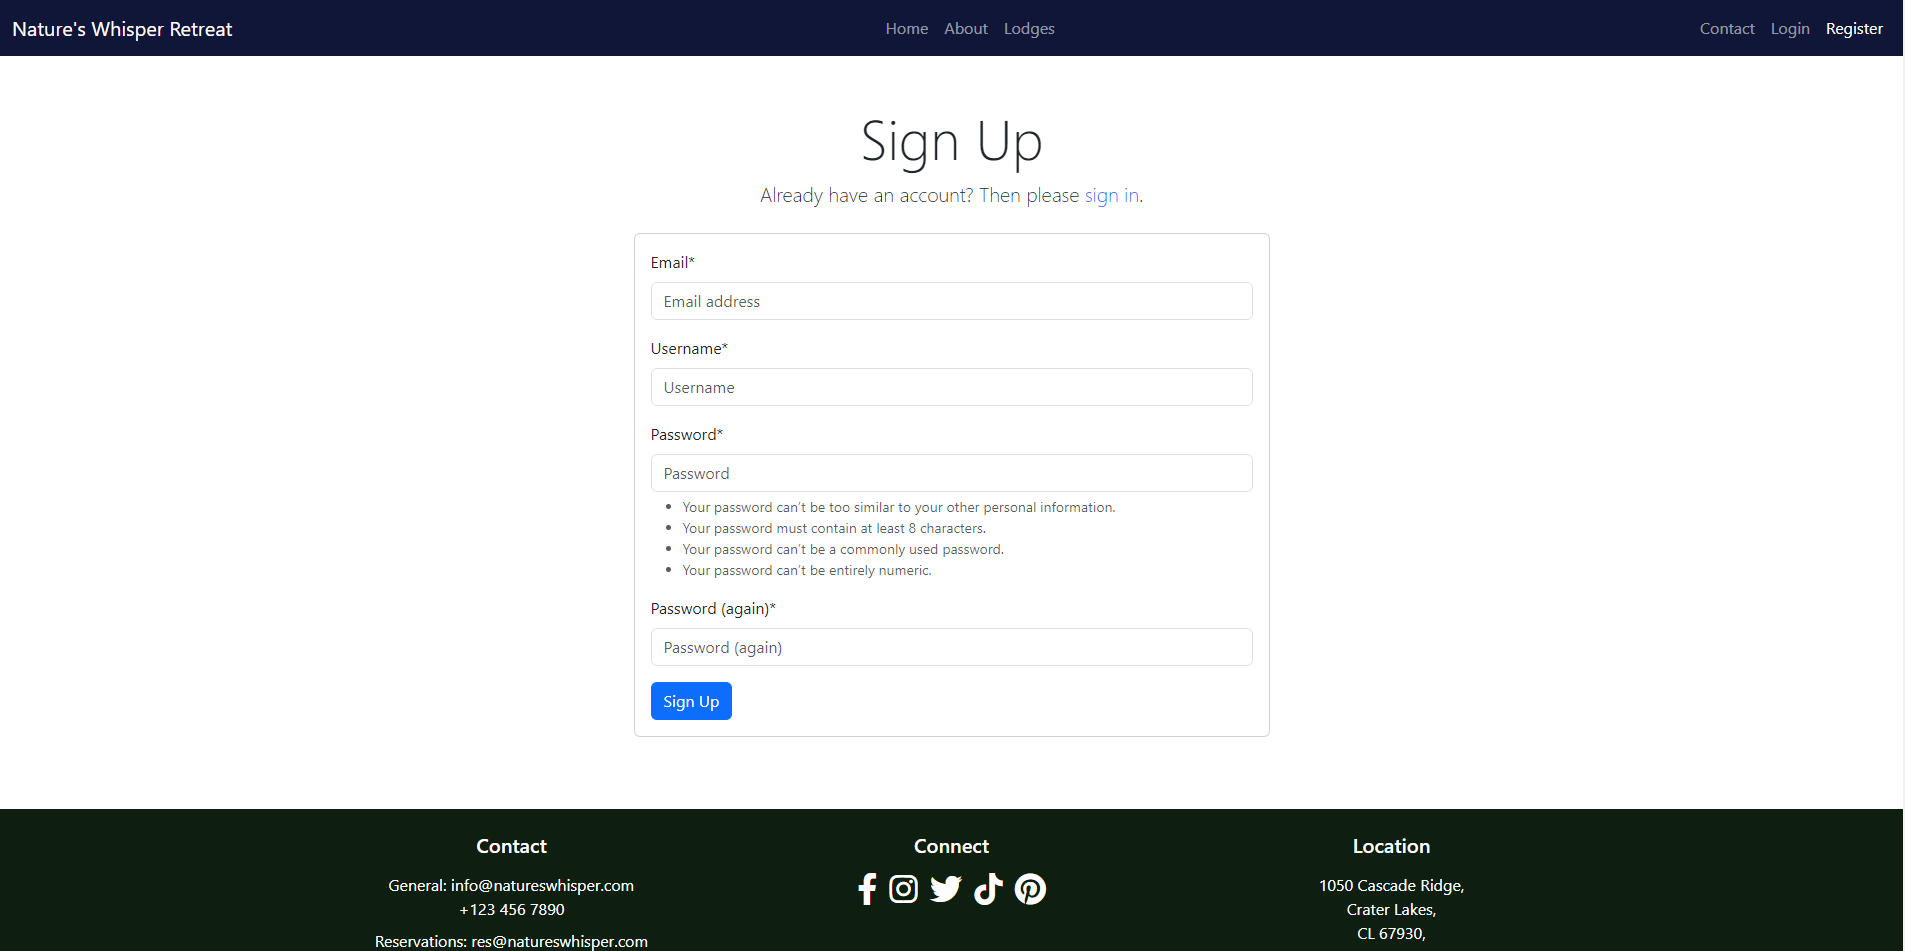 Nature's Whisper Retreat
Home About Lodges
Contact Login Register
Sign Up
Already have an account? Then please sign in.
Email*
Email address
Username*
Username
Password*
Password
Your password can’t be too similar to your other personal information.
Your password must contain at least 8 characters.
Your password can’t be a commonly used password.
Your password can’t be entirely numeric.
Password (again)*
Password (again)
Sign Up
Contact
General: info@natureswhisper.com
+123 456 7890
Reservations: res@natureswhisper.com
Connect
Location
1050 Cascade Ridge,
Crater Lakes,
CL 67930,